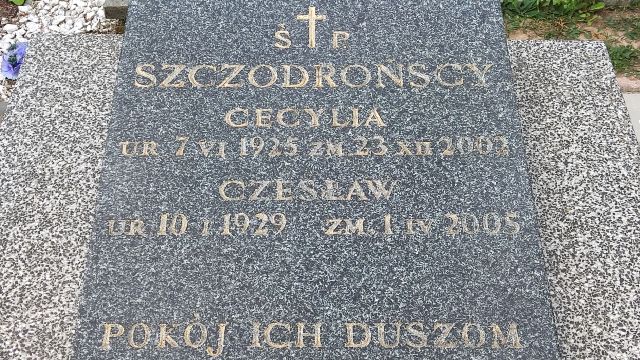 Ś P
SZCZODROŃSCY
CECYLIA
UR 7 VI 1925 ZM. 23 XII 2002
CZESŁAW
UR 10 I 1929 ZM. 1 IV 2005
POKÓJ ICH DUSZOM